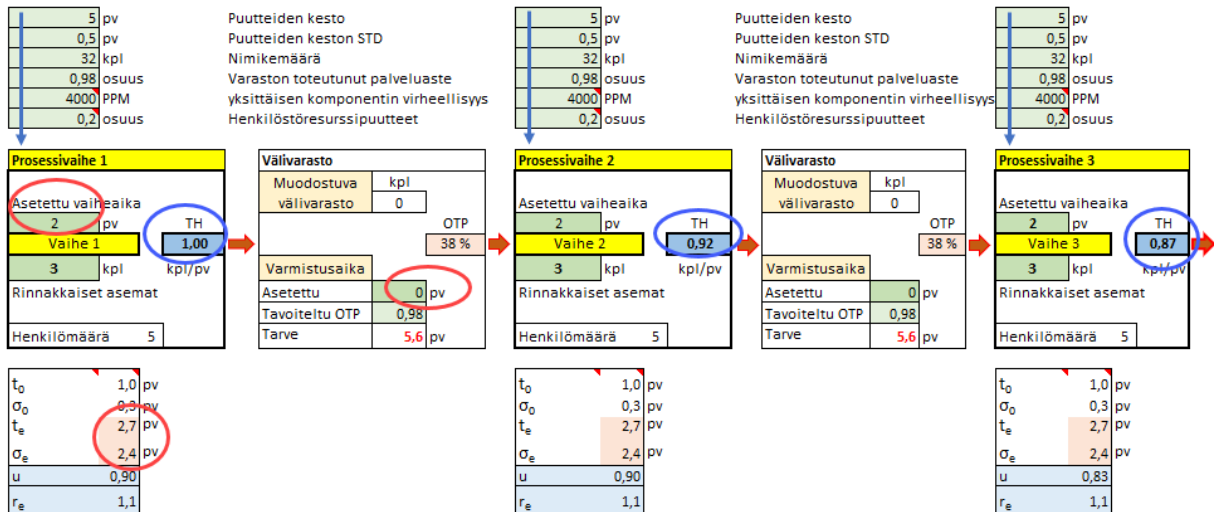 5 pv Puutteiden kesto 5 pv Puutteiden kesto 5 pv
0,5 pv Puutteiden keston STD 0,5 pv Puutteiden keston STD 0,5 pv
32 kpl Nimikemäärä 32 kpl Nimikemäärä 32 kpl
0,98 osuus Varaston toteutunut palveluaste 0,98 osuus Varaston toteutunut palveluaste 0,98 osuus
4000 PPM yksittäisen komponentin virheellisyys 4000 PPM yksittäisen komponentin virheellisyys 4000 PPM
0,2 osuus Henkilöstöresurssipuutteet 0,2 osuus Henkilöstöresurssipuutteet 0,2 osuus
Prosessivaihe 1 Välivarasto Prosessivaihe 2 Välivarasto Prosessivaihe 3
Muodostuva kpl Muodostuva kpl
Asetettu vaiheaika välivarasto 0 Asetettu vaiheaika välivarasto 0 Asetettu vaiheaika
2 pv TH OTP 2 pv TH OTP 2 pv TH
Vaihe 1 1,00 38 % Vaihe 2 0,92 38 % Vaihe 3 0,87
3 kpl kpl/pv Varmistusaika 3 kpl kpl/pv Varmistusaika 3 kpl kpl/pv
Rinnakkaiset asemat Asetettu 0 pv Rinnakkaiset asemat Asetettu 0 pv Rinnakkaiset asemat
Tavoiteltu OTP 0,98 Tavoiteltu OTP 0,98
Henkilömäärä 5 Tarve 5,6 pv Henkilömäärä 5 Tarve 5,6 pv Henkilömäärä 5
t₀ 1,0 pv t₀ 1,0 pv t₀ 1,0 pv
σ₀ 0,3 pv σ₀ 0,3 pv σ₀ 0,3 pv
tₑ 2,7 pv tₑ 2,7 pv tₑ 2,7 pv
σₑ 2,4 pv σₑ 2,4 pv σₑ 2,4 pv
u 0,90 u 0,90 u 0,83
rₑ 1,1 rₑ 1,1 rₑ 1,1